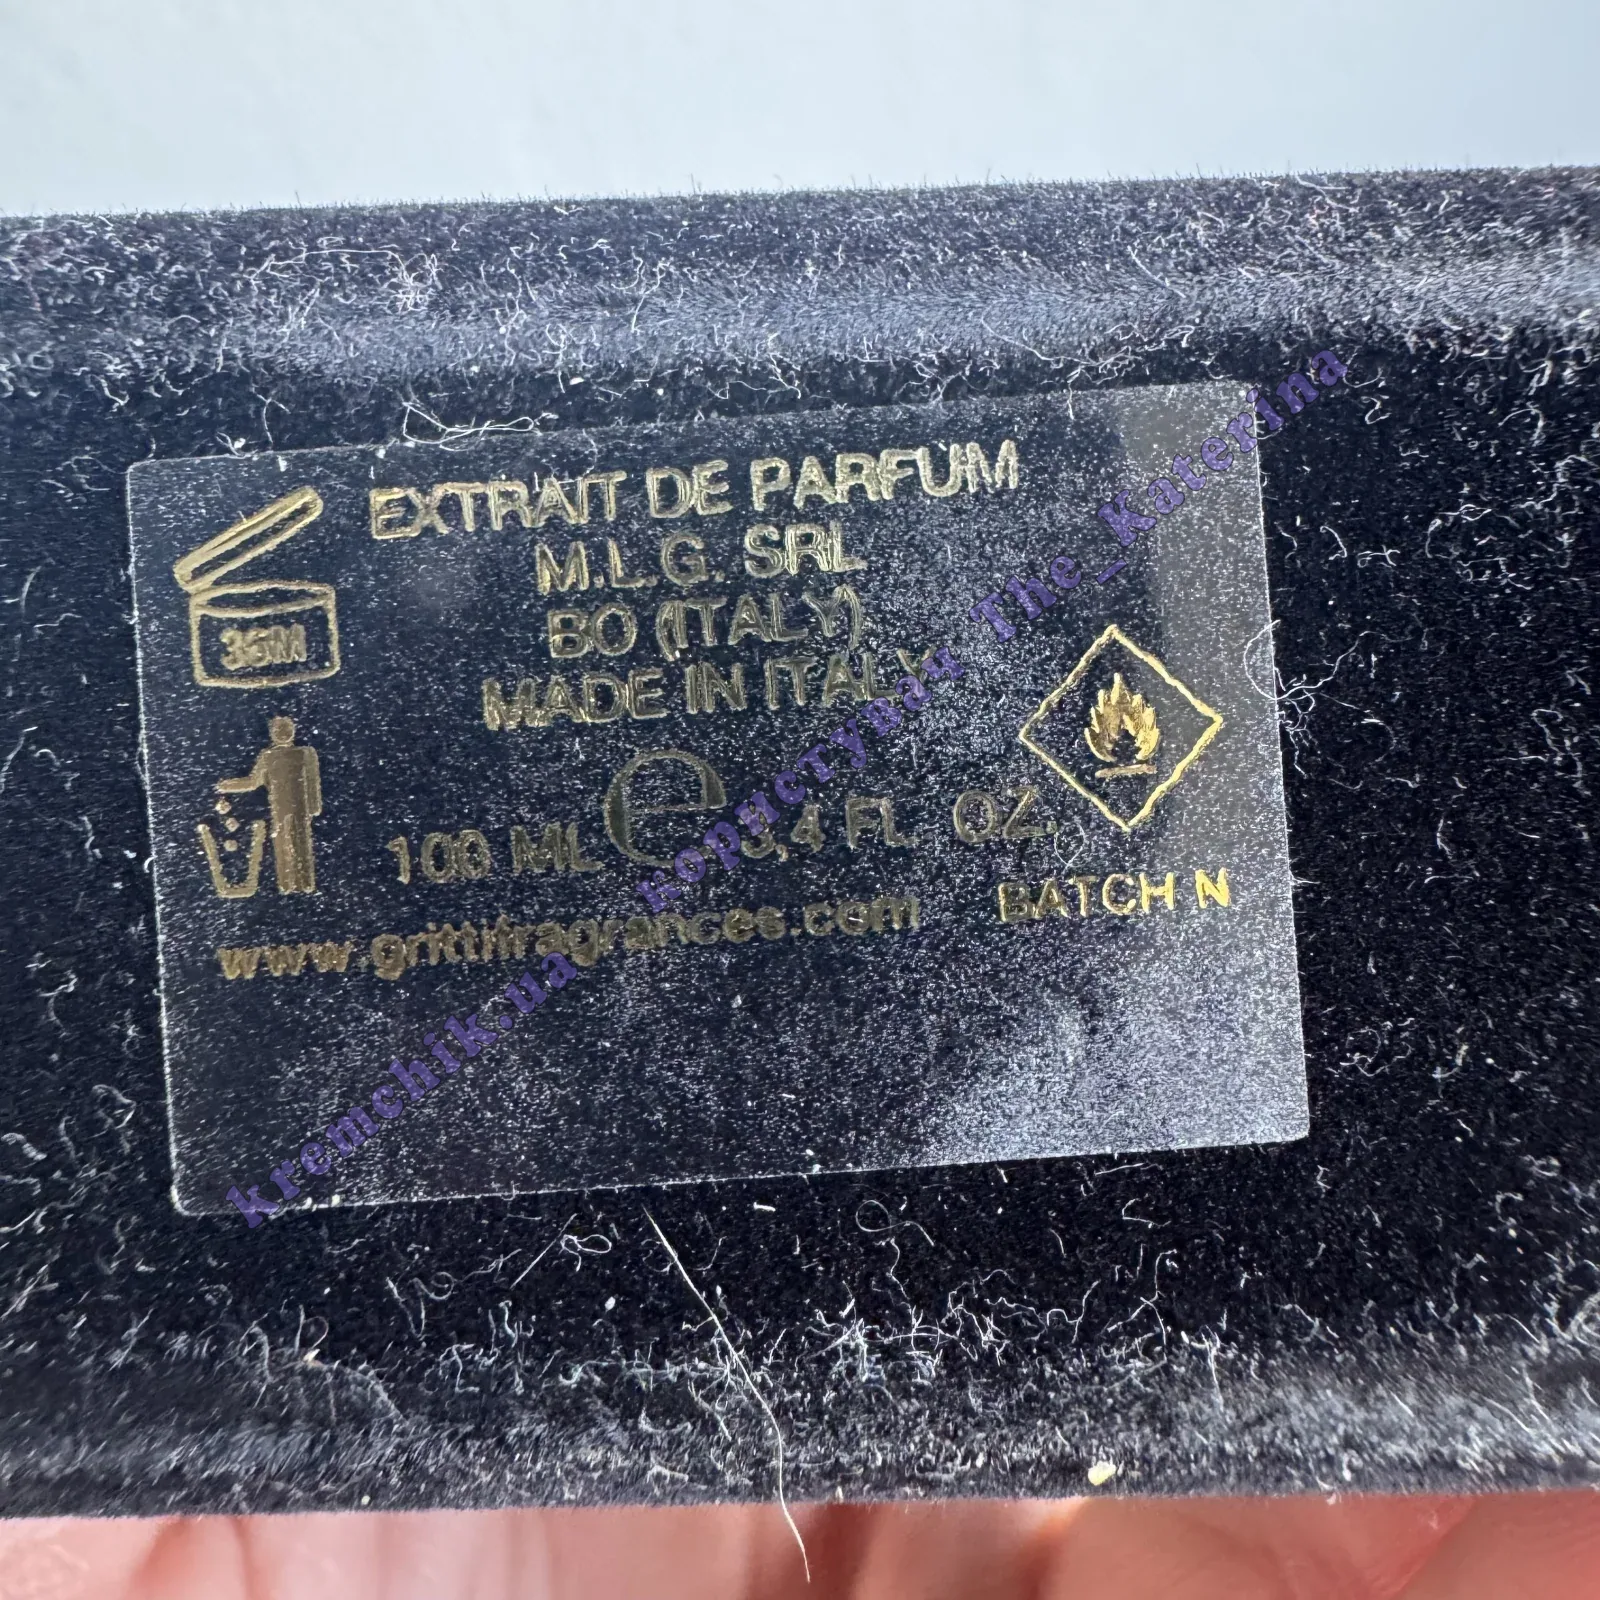 EXTRAIT DE PARFUM
M.L.G. SRL
BO (ITALY)
MADE IN ITALY
36M
100 ML e 3,4 FL. OZ.
www.grittifragrances.com
BATCH N
kremchik.ua користувач The_Katerina